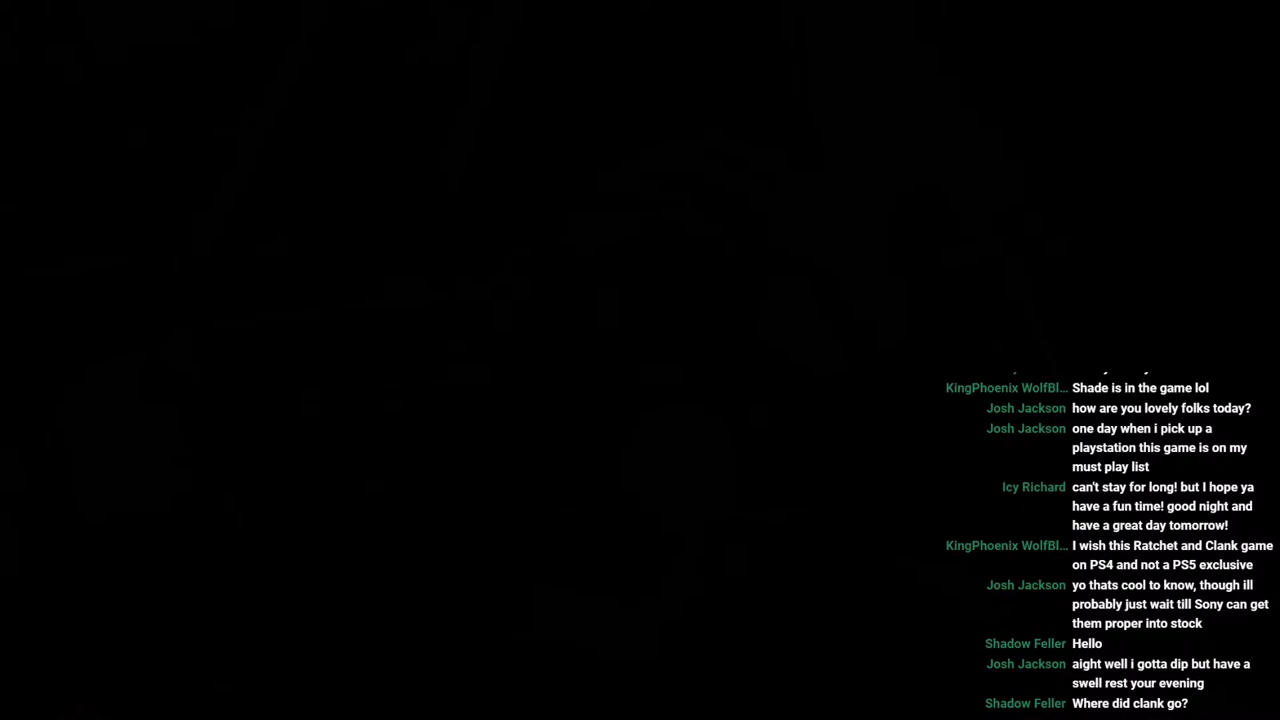 KingPhoenix WolfBl... Shade is in the game lol
Josh Jackson how are you lovely folks today?
Josh Jackson one day when i pick up a
playstation this game is on my
must play list
Icy Richard can't stay for long! but I hope ya
have a fun time! good night and
have a great day tomorrow!
KingPhoenix WolfBl... I wish this Ratchet and Clank game
on PS4 and not a PS5 exclusive
Josh Jackson yo thats cool to know, though ill
probably just wait till Sony can get
them proper into stock
Shadow Feller Hello
Josh Jackson aight well i gotta dip but have a
swell rest your evening
Shadow Feller Where did clank go?